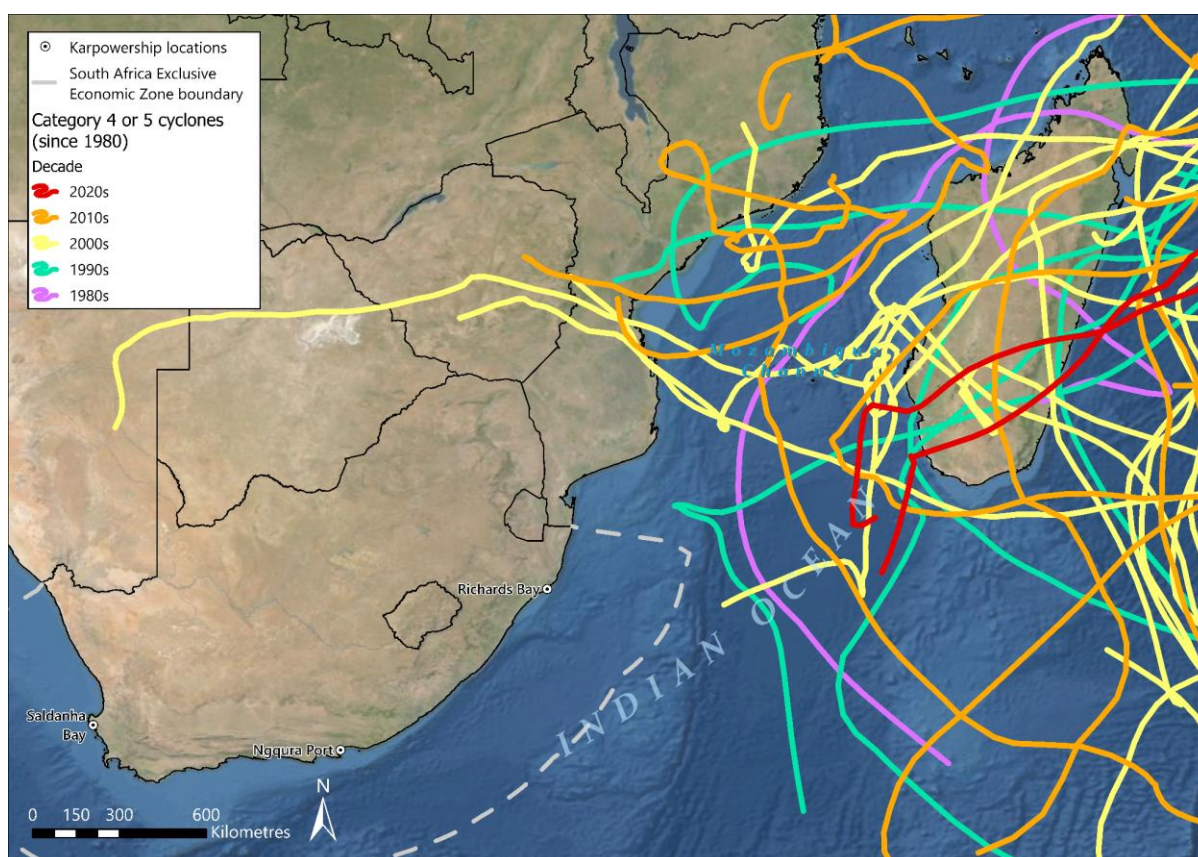 Karpowership locations
South Africa Exclusive
Economic Zone boundary
Category 4 or 5 cyclones
(since 1980)
Decade
2020s
2010s
2000s
1990s
1980s
Mozambique
Channel
INDIAN OCEAN
Richards Bay
Saldanha
Bay
Ngqura Port
N
0 150 300 600
Kilometres